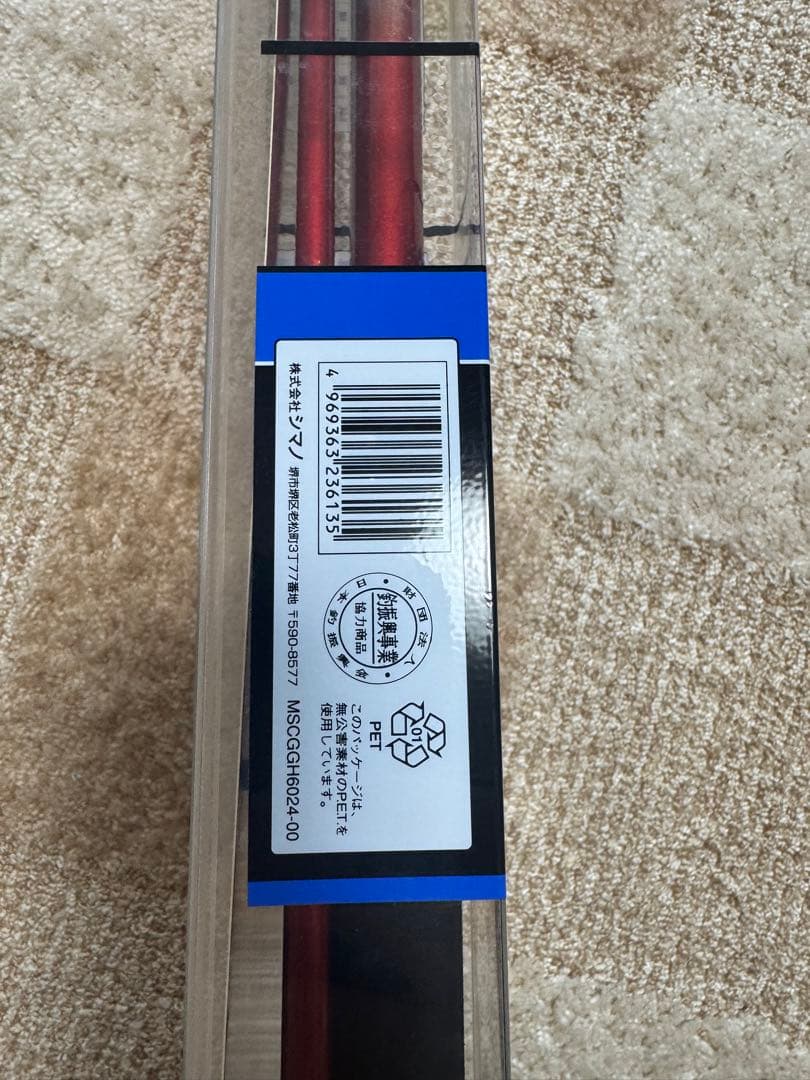 4 969363 236135
株式会社 シマノ 堺市堺区老松町3丁77番地 〒590-8577 MSCGGH6024-00
財団法人
日本釣振興会
釣振興事業
協力商品
01
PET
このパッケージは、
無公害素材のP.E.T.を
使用しています。